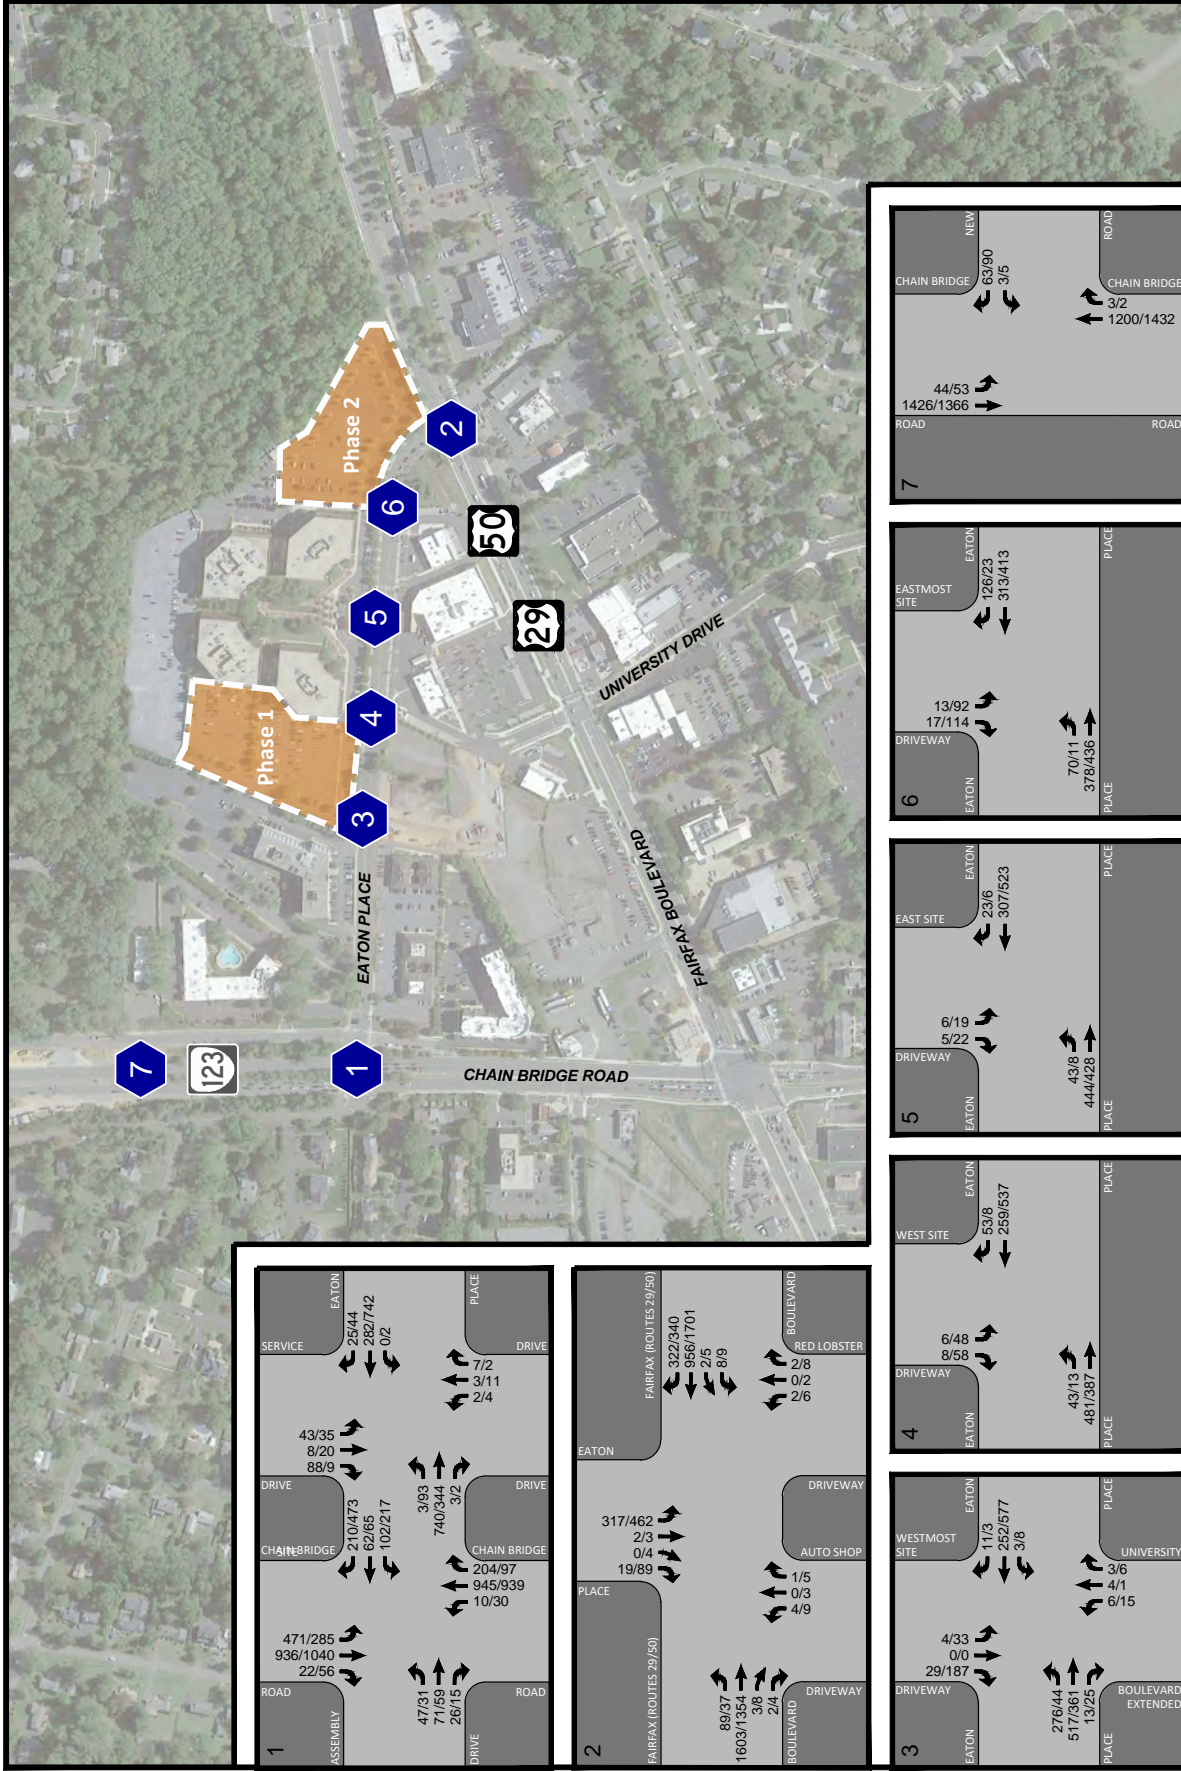 Phase 1
Phase 2
7
123
1
3
4
5
6
2
50
29
EATON PLACE
CHAIN BRIDGE ROAD
FAIRFAX BOULEVARD
UNIVERSITY DRIVE
1
ROAD
ASSEMBLY
DRIVE
CHAIN BRIDGE
SITE
SERVICE
EATON
471/285
936/1040
22/56
210/473
62/65
102/217
43/35
8/20
88/9
25/44
282/742
0/2
47/31
71/59
26/15
204/97
945/939
10/30
3/93
740/344
3/2
7/2
3/11
2/4
DRIVE
ROAD
CHAIN BRIDGE
DRIVE
DRIVE
PLACE
2
FAIRFAX (ROUTES 29/50)
PLACE
EATON
FAIRFAX (ROUTES 29/50)
317/462
2/3
0/4
19/89
322/340
956/1701
2/5
8/9
89/37
1603/1354
3/8
2/4
1/5
0/3
4/9
2/8
0/2
2/6
BOULEVARD
DRIVEWAY
AUTO SHOP
DRIVEWAY
RED LOBSTER
BOULEVARD
3
EATON
DRIVEWAY
WESTMOST
SITE
EATON
4/33
0/0
29/187
11/3
252/577
3/8
276/44
517/361
13/25
3/6
4/1
6/15
PLACE
BOULEVARD
EXTENDED
UNIVERSITY
PLACE
4
EATON
DRIVEWAY
WEST SITE
EATON
6/48
8/58
53/8
259/537
43/13
481/387
PLACE
PLACE
5
EATON
DRIVEWAY
EAST SITE
EATON
6/19
5/22
23/6
307/523
43/8
444/428
PLACE
PLACE
6
EATON
DRIVEWAY
EASTMOST
SITE
EATON
13/92
17/114
126/23
313/413
70/11
378/436
PLACE
PLACE
7
ROAD
CHAIN BRIDGE
NEW
44/53
1426/1366
63/90
3/5
3/2
1200/1432
ROAD
CHAIN BRIDGE
ROAD